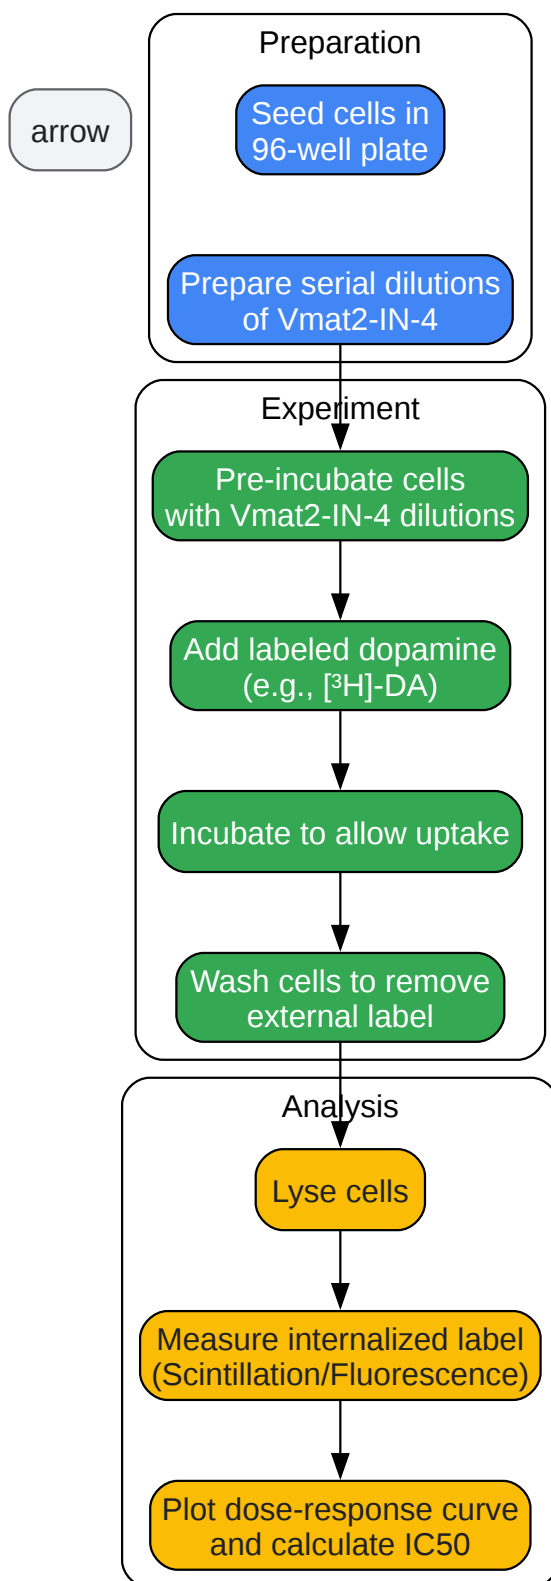 Preparation
arrow
Seed cells in
96-well plate
Prepare serial dilutions
of Vmat2-IN-4
Experiment
Pre-incubate cells
with Vmat2-IN-4 dilutions
Add labeled dopamine
(e.g., [³H]-DA)
Incubate to allow uptake
Wash cells to remove
external label
Analysis
Lyse cells
Measure internalized label
(Scintillation/Fluorescence)
Plot dose-response curve
and calculate IC50